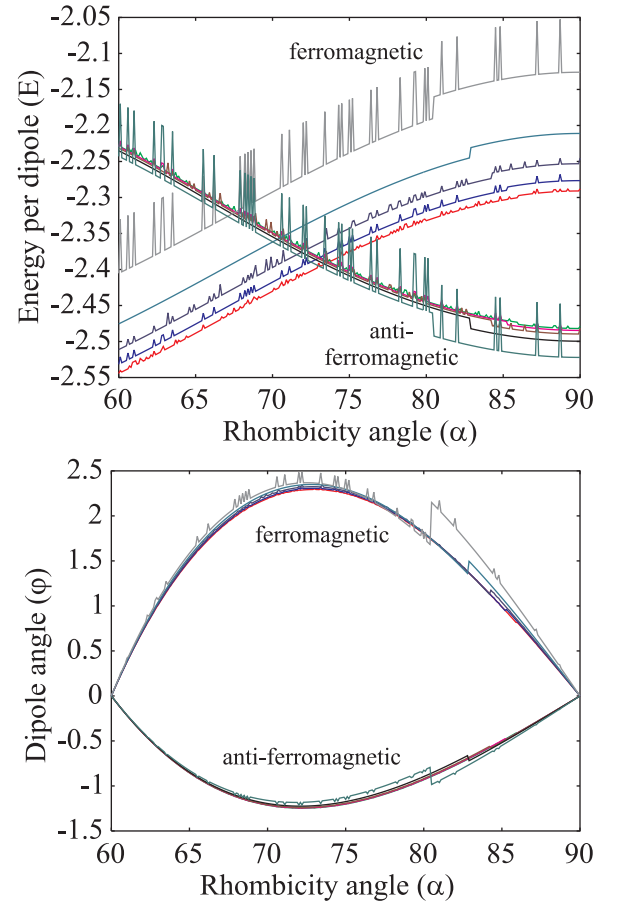 -2.05
-2.1
-2.15
-2.2
-2.25
-2.3
-2.35
-2.4
-2.45
-2.5
-2.55
Energy per dipole (E)
ferromagnetic
anti-
ferromagnetic
60 65 70 75 80 85 90
Rhombicity angle (α)
2.5
2
1.5
1
0.5
0
-0.5
-1
-1.5
Dipole angle (φ)
ferromagnetic
anti-ferromagnetic
60 65 70 75 80 85 90
Rhombicity angle (α)